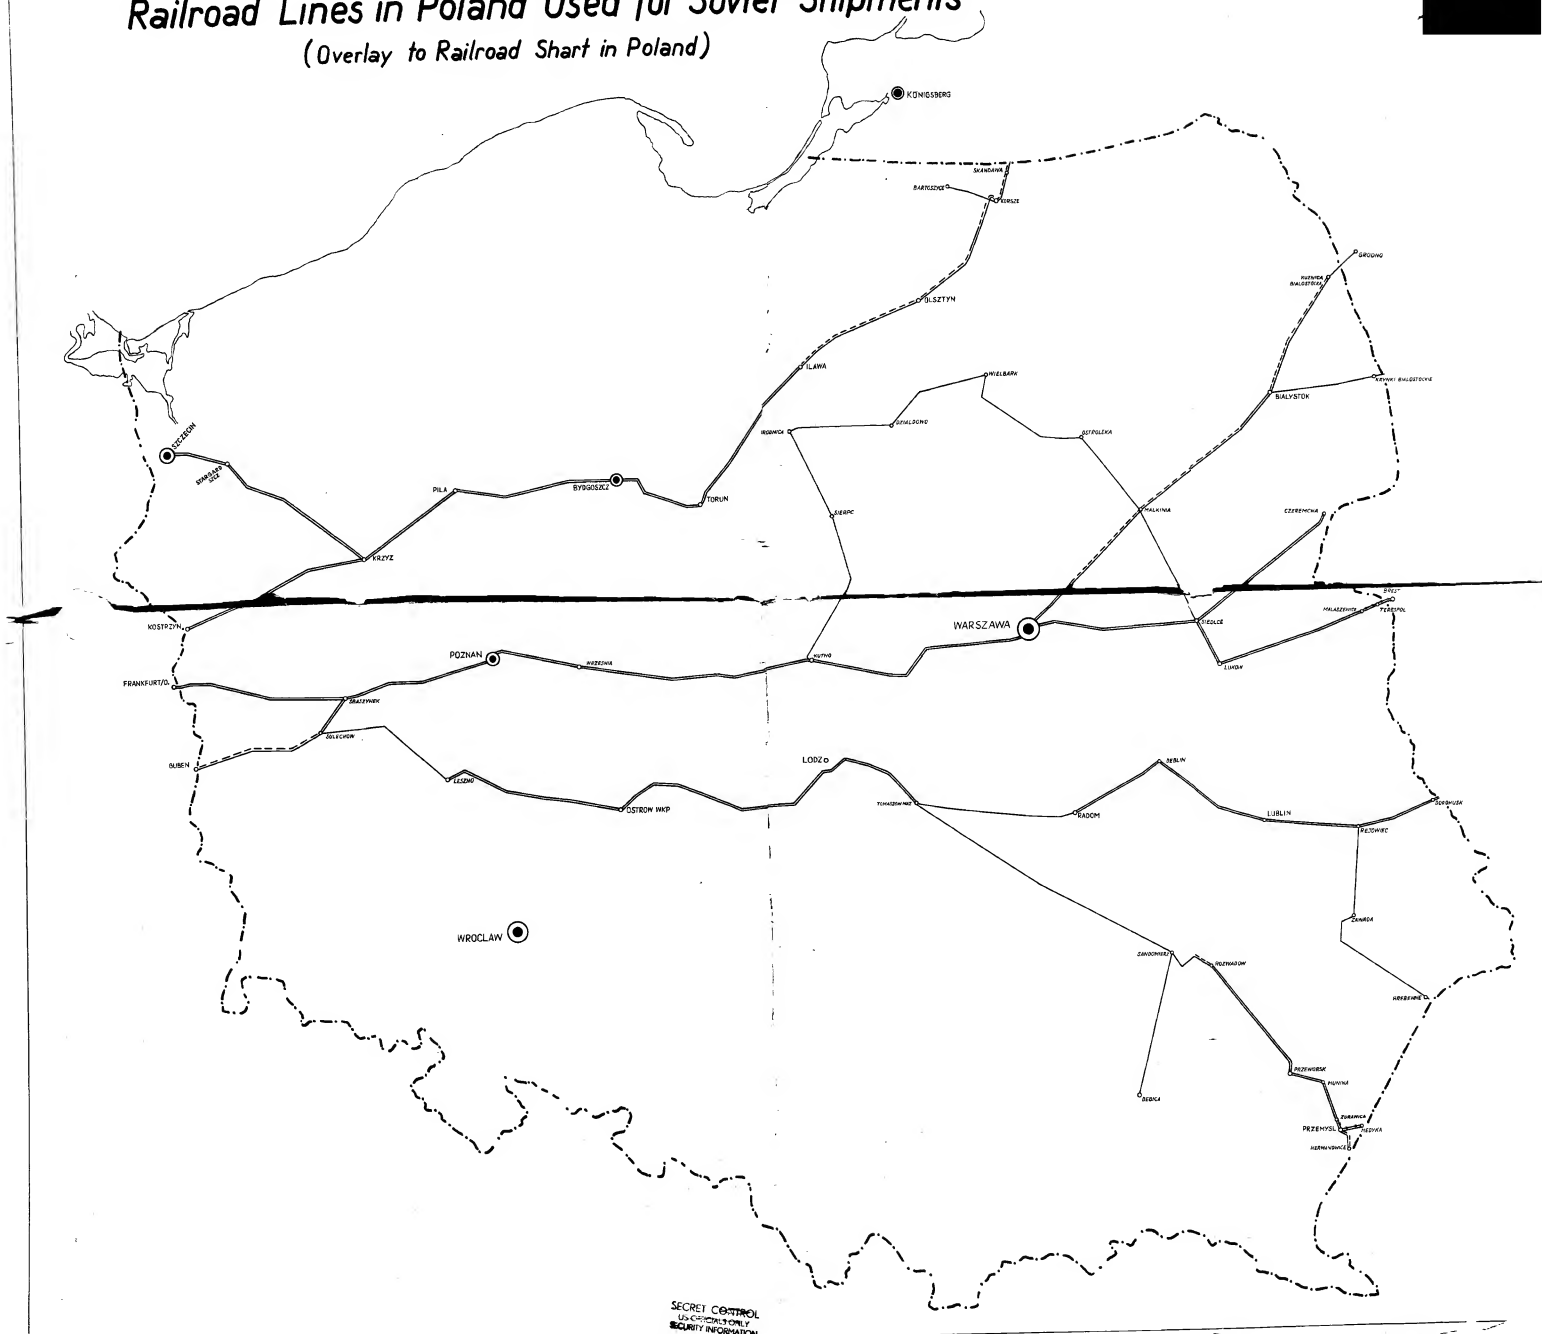 Railroad Lines in Poland Used for Soviet Shipments
(Overlay to Railroad Shart in Poland)
KÖNIGSBERG
SKANDAWA
BARTOSZYCE
KORSZE
GRODNO
KUZNICA
BIALOSTOCKA
OLSZTYN
ILAWA
WIELBARK
KRYNKI BIALOSTOCKIE
BIALYSTOK
DZIALDOWO
BRODNICA
OSTROLEKA
SZCZECIN
STARGARD
SZCZ
PILA
BYDGOSZCZ
TORUN
SIERPC
MALKINIA
CZEREMCHA
KRZYZ
BREST
MALASZEWICZE
TERESPOL
KOSTRZYN
WARSZAWA
SIEDLCE
POZNAN
WRZESNIA
KUTNO
LUKOW
FRANKFURT/O.
ZBASZYNEK
SULECHOW
GUBEN
LESZNO
LODZ
DEBLIN
OSTROW WKP
TOMASZOW MAZ
RADOM
LUBLIN
DOROHUSK
REJOWIEC
ZAWADA
WROCLAW
SANDOMIERZ
ROZWADOW
HREBENNE
PRZEWORSK
MUNINA
DEBICA
ZURAWICA
PRZEMYSL
MEDYKA
HERMANOWICE
SECRET CONTROL
US OFFICIALS ONLY
SECURITY INFORMATION